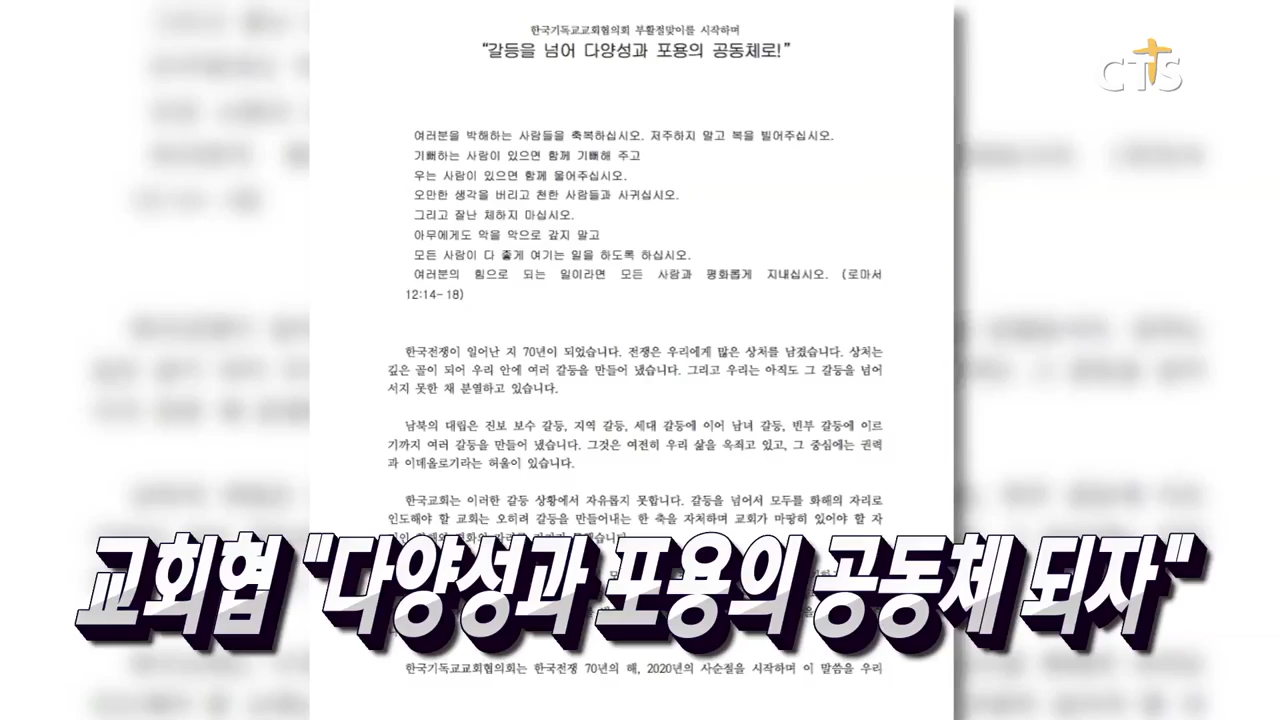 한국기독교교회협의회 부활절맞이를 시작하며
“갈등을 넘어 다양성과 포용의 공동체로!”
CTS
여러분을 박해하는 사람들을 축복하십시오. 저주하지 말고 복을 빌어주십시오.
기뻐하는 사람이 있으면 함께 기뻐해 주고
우는 사람이 있으면 함께 울어주십시오.
오만한 생각을 버리고 천한 사람들과 사귀십시오.
그리고 잘난 체하지 마십시오.
아무에게도 악을 악으로 갚지 말고
모든 사람이 다 좋게 여기는 일을 하도록 하십시오.
여러분의 힘으로 되는 일이라면 모든 사람과 평화롭게 지내십시오. (로마서
12:14-18)
한국전쟁이 일어난 지 70년이 되었습니다. 전쟁은 우리에게 많은 상처를 남겼습니다. 상처는
깊은 골이 되어 우리 안에 여러 갈등을 만들어 냈습니다. 그리고 우리는 아직도 그 갈등을 넘어
서지 못한 채 분열하고 있습니다.
남북의 대립은 진보 보수 갈등, 지역 갈등, 세대 갈등에 이어 남녀 갈등, 빈부 갈등에 이르
기까지 여러 갈등을 만들어 냈습니다. 그것은 여전히 우리 삶을 옥죄고 있고, 그 중심에는 권력
과 이데올로기라는 허울이 있습니다.
한국교회는 이러한 갈등 상황에서 자유롭지 못합니다. 갈등을 넘어서 모두를 화해의 자리로
인도해야 할 교회는 오히려 갈등을 만들어내는 한 축을 자처하며 교회가 마땅히 있어야 할 자
교회협 "다양성과 포용의 공동체 되자"
한국기독교교회협의회는 한국전쟁 70년의 해, 2020년의 사순절을 시작하며 이 말씀을 우리